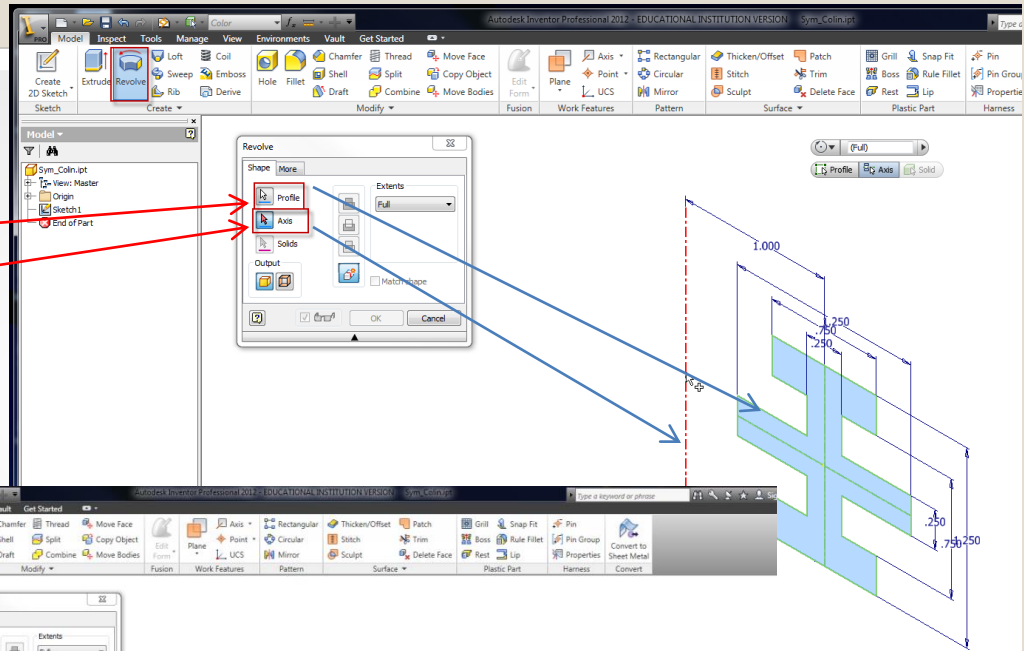 Color
Autodesk Inventor Professional 2012 - EDUCATIONAL INSTITUTION VERSION Sym_Colin.ipt
Type a
PRO Model Inspect Tools Manage View Environments Vault Get Started
Create
2D Sketch
Extrude
Revolve
Loft
Sweep
Rib
Coil
Emboss
Derive
Hole
Fillet
Chamfer
Shell
Draft
Thread
Split
Combine
Move Face
Copy Object
Move Bodies
Edit
Form
Plane
Axis
Point
UCS
Rectangular
Circular
Mirror
Thicken/Offset
Stitch
Sculpt
Patch
Trim
Delete Face
Grill
Boss
Rest
Snap Fit
Rule Fillet
Lip
Pin
Pin Grou
Propertie
Sketch
Create
Modify
Fusion
Work Features
Pattern
Surface
Plastic Part
Harness
Model
Sym_Colin.ipt
View: Master
Origin
Sketch1
End of Part
Revolve
Shape More
Profile
Axis
Solids
Output
Extents
Full
Match shape
OK
Cancel
(Full)
Profile Axis Solid
1.000
.250
.750
.250
.250
.750
1.250
ault Get Started
Autodesk Inventor Professional 2012 - EDUCATIONAL INSTITUTION VERSION Sym_Colin.ipt
Type a keyword or phrase
Chamfer
Shell
Draft
Thread
Split
Combine
Move Face
Copy Object
Move Bodies
Edit
Form
Plane
Axis
Point
UCS
Rectangular
Circular
Mirror
Thicken/Offset
Stitch
Sculpt
Patch
Trim
Delete Face
Grill
Boss
Rest
Snap Fit
Rule Fillet
Lip
Pin
Pin Group
Properties
Convert to
Sheet Metal
Modify
Fusion
Work Features
Pattern
Surface
Plastic Part
Harness
Convert
Extents